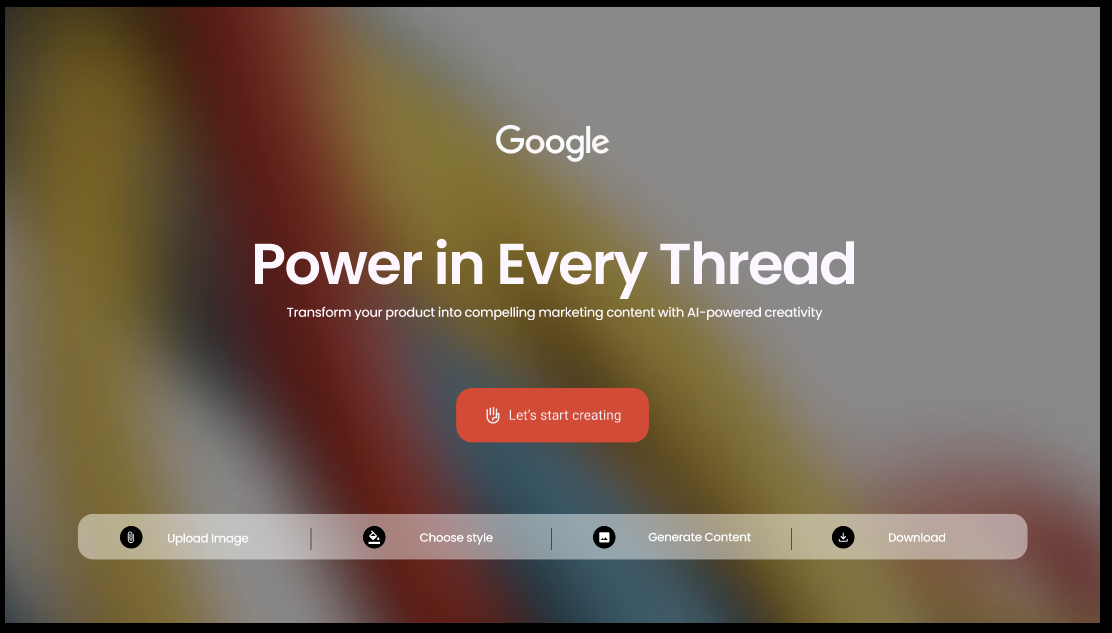 Google
Power in Every Thread
Transform your product into compelling marketing content with AI-powered creativity
Let's start creating
Upload Image
Choose style
Generate Content
Download